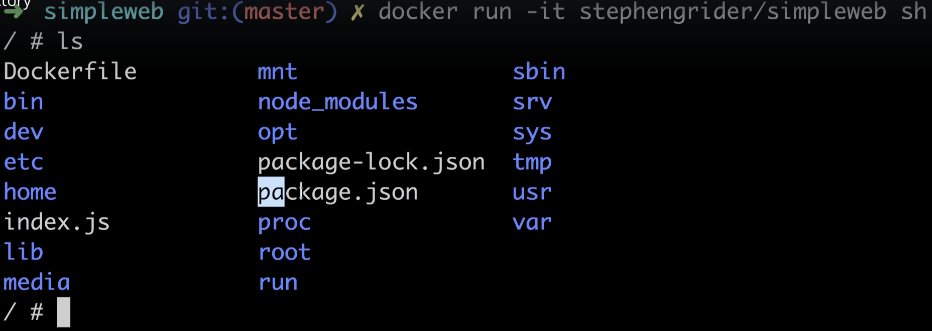 tory
➜ simpleweb git:(master) ✗ docker run -it stephengrider/simpleweb sh
/ # ls
Dockerfile mnt sbin
bin node_modules srv
dev opt sys
etc package-lock.json tmp
home package.json usr
index.js proc var
lib root
media run
/ #